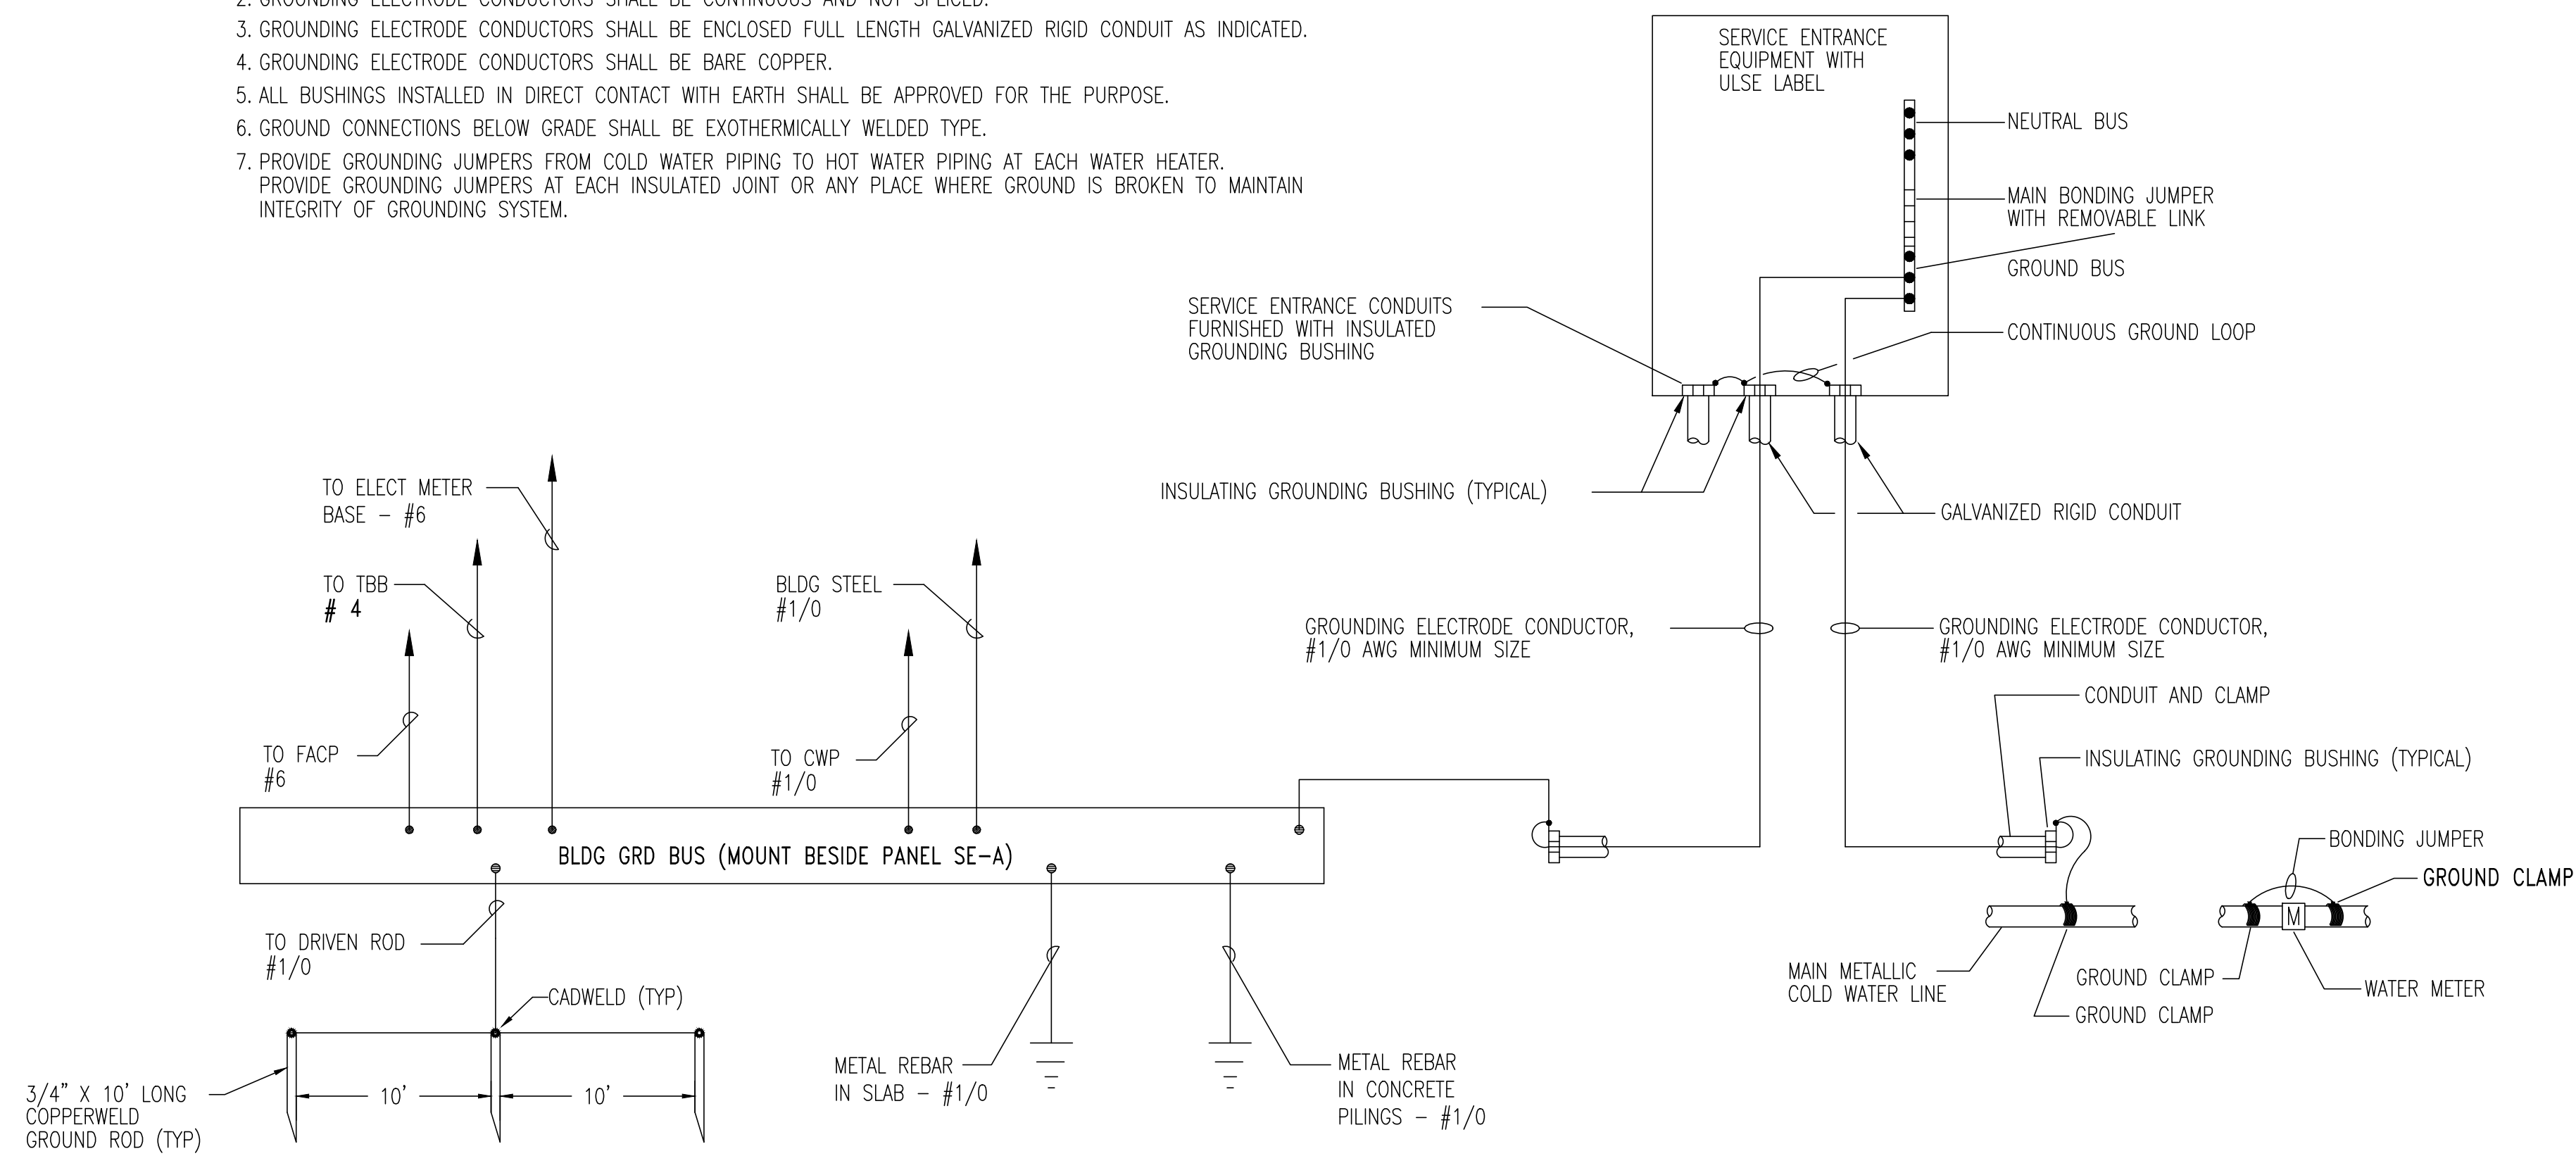 2. GROUNDING ELECTRODE CONDUCTORS SHALL BE CONTINUOUS AND NOT SPLICED.
3. GROUNDING ELECTRODE CONDUCTORS SHALL BE ENCLOSED FULL LENGTH GALVANIZED RIGID CONDUIT AS INDICATED.
4. GROUNDING ELECTRODE CONDUCTORS SHALL BE BARE COPPER.
5. ALL BUSHINGS INSTALLED IN DIRECT CONTACT WITH EARTH SHALL BE APPROVED FOR THE PURPOSE.
6. GROUND CONNECTIONS BELOW GRADE SHALL BE EXOTHERMICALLY WELDED TYPE.
7. PROVIDE GROUNDING JUMPERS FROM COLD WATER PIPING TO HOT WATER PIPING AT EACH WATER HEATER.
PROVIDE GROUNDING JUMPERS AT EACH INSULATED JOINT OR ANY PLACE WHERE GROUND IS BROKEN TO MAINTAIN
INTEGRITY OF GROUNDING SYSTEM.
SERVICE ENTRANCE
EQUIPMENT WITH
ULSE LABEL
NEUTRAL BUS
MAIN BONDING JUMPER
WITH REMOVABLE LINK
GROUND BUS
SERVICE ENTRANCE CONDUITS
FURNISHED WITH INSULATED
GROUNDING BUSHING
CONTINUOUS GROUND LOOP
INSULATING GROUNDING BUSHING (TYPICAL)
GALVANIZED RIGID CONDUIT
TO ELECT METER
BASE - #6
TO TBB
# 4
BLDG STEEL
#1/0
GROUNDING ELECTRODE CONDUCTOR,
#1/0 AWG MINIMUM SIZE
GROUNDING ELECTRODE CONDUCTOR,
#1/0 AWG MINIMUM SIZE
CONDUIT AND CLAMP
TO FACP
#6
TO CWP
#1/0
INSULATING GROUNDING BUSHING (TYPICAL)
BLDG GRD BUS (MOUNT BESIDE PANEL SE-A)
BONDING JUMPER
GROUND CLAMP
M
TO DRIVEN ROD
#1/0
MAIN METALLIC
COLD WATER LINE
GROUND CLAMP
GROUND CLAMP
WATER METER
CADWELD (TYP)
METAL REBAR
IN SLAB - #1/0
METAL REBAR
IN CONCRETE
PILINGS - #1/0
3/4" X 10' LONG
COPPERWELD
GROUND ROD (TYP)
10'
10'